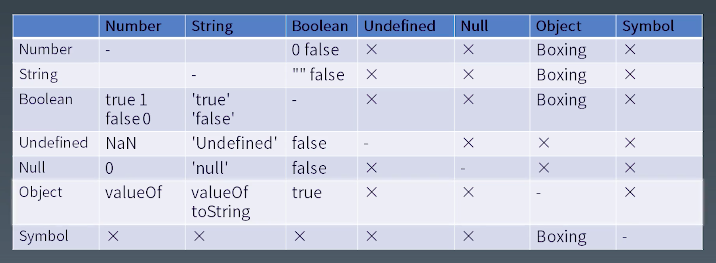 Number String Boolean Undefined Null Object Symbol
Number - 0 false × × Boxing ×
String - "" false × × Boxing ×
Boolean true 1 'true' - × × Boxing ×
false 0 'false'
Undefined NaN 'Undefined' false - × × ×
Null 0 'null' false × - × ×
Object valueOf valueOf true × × - ×
toString
Symbol × × × × × Boxing -